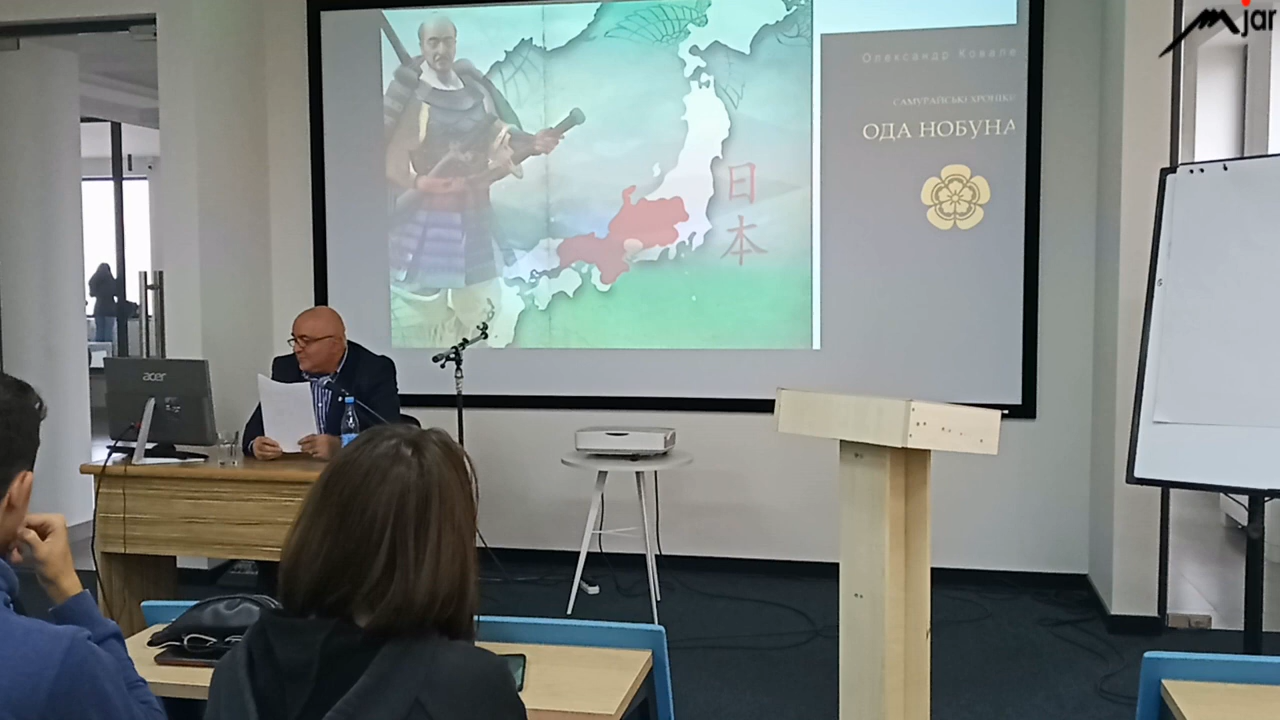 jar
Олександр Ковале
САМУРАЙСЬКІ ХРОНІКИ
ОДА НОБУНА
日
本
acer